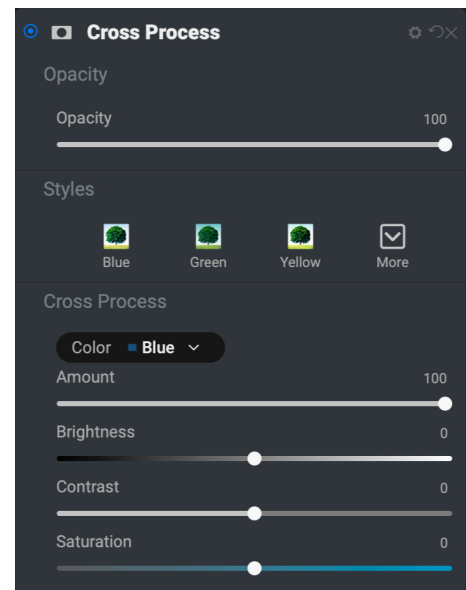 Cross Process
Opacity
Opacity 100
Styles
Blue Green Yellow More
Cross Process
Color Blue
Amount 100
Brightness 0
Contrast 0
Saturation 0